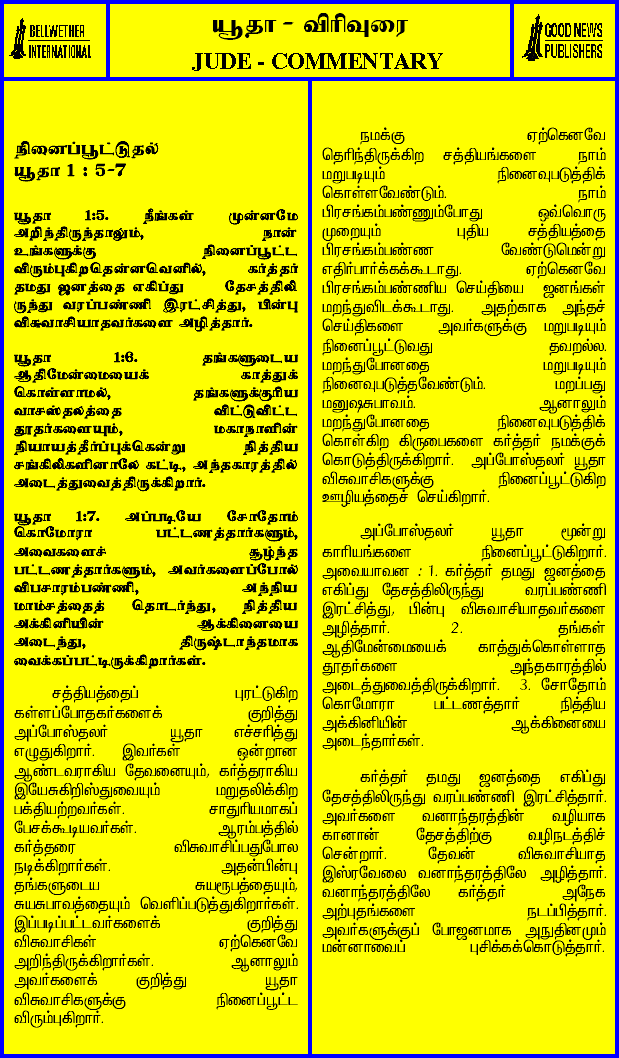 BELLWETHER
INTERNATIONAL
யூதா - விரிவுரை
JUDE - COMMENTARY
GOOD NEWS
PUBLISHERS
நினைப்பூட்டுதல்
யூதா 1 : 5-7
யூதா 1:5. நீங்கள் முன்னமே
அறிந்திருந்தாலும், நான்
உங்களுக்கு நினைப்பூட்ட
விரும்புகிறதென்னவெனில், கர்த்தர்
தமது ஜனத்தை எகிப்து தேசத்திலி
ருந்து வரப்பண்ணி இரட்சித்து, பின்பு
விசுவாசியாதவர்களை அழித்தார்.
யூதா 1:6. தங்களுடைய
ஆதிமேன்மையைக் காத்துக்
கொள்ளாமல், தங்களுக்குரிய
வாசஸ்தலத்தை விட்டுவிட்ட
தூதர்களையும், மகாநாளின்
நியாயத்தீர்ப்புக்கென்று நித்திய
சங்கிலிகளினாலே கட்டி, அந்தகாரத்தில்
அடைத்துவைத்திருக்கிறார்.
யூதா 1:7. அப்படியே சோதோம்
கொமோரா பட்டணத்தார்களும்,
அவைகளைச் சூழ்ந்த
பட்டணத்தார்களும், அவர்களைப்போல்
விபசாரம்பண்ணி, அந்நிய
மாம்சத்தைத் தொடர்ந்து, நித்திய
அக்கினியின் ஆக்கினையை
அடைந்து, திருஷ்டாந்தமாக
வைக்கப்பட்டிருக்கிறார்கள்.
சத்தியத்தைப் புரட்டுகிற
கள்ளப்போதகர்களைக் குறித்து
அப்போஸ்தலர் யூதா எச்சரித்து
எழுதுகிறார். இவர்கள் ஒன்றான
ஆண்டவராகிய தேவனையும், கர்த்தராகிய
இயேசுகிறிஸ்துவையும் மறுதலிக்கிற
பக்தியற்றவர்கள். சாதுரியமாகப்
பேசக்கூடியவர்கள். ஆரம்பத்தில்
கர்த்தரை விசுவாசிப்பதுபோல
நடிக்கிறார்கள். அதன்பின்பு
தங்களுடைய சுயரூபத்தையும்,
சுயசுபாவத்தையும் வெளிப்படுத்துகிறார்கள்.
இப்படிப்பட்டவர்களைக் குறித்து
விசுவாசிகள் ஏற்கெனவே
அறிந்திருக்கிறார்கள். ஆனாலும்
அவர்களைக் குறித்து யூதா
விசுவாசிகளுக்கு நினைப்பூட்ட
விரும்புகிறார்.
நமக்கு ஏற்கெனவே
தெரிந்திருக்கிற சத்தியங்களை நாம்
மறுபடியும் நினைவுபடுத்திக்
கொள்ளவேண்டும். நாம்
பிரசங்கம்பண்ணும்போது ஒவ்வொரு
முறையும் புதிய சத்தியத்தை
பிரசங்கம்பண்ண வேண்டுமென்று
எதிர்பார்க்கக்கூடாது. ஏற்கெனவே
பிரசங்கம்பண்ணிய செய்தியை ஜனங்கள்
மறந்துவிடக்கூடாது. அதற்காக அந்தச்
செய்திகளை அவர்களுக்கு மறுபடியும்
நினைப்பூட்டுவது தவறல்ல.
மறந்துபோனதை மறுபடியும்
நினைவுபடுத்தவேண்டும். மறப்பது
மனுஷசுபாவம். ஆனாலும்
மறந்துபோனதை நினைவுபடுத்திக்
கொள்கிற கிருபைகளை கர்த்தர் நமக்குக்
கொடுத்திருக்கிறார். அப்போஸ்தலர் யூதா
விசுவாசிகளுக்கு நினைப்பூட்டுகிற
ஊழியத்தைச் செய்கிறார்.
அப்போஸ்தலர் யூதா மூன்று
காரியங்களை நினைப்பூட்டுகிறார்.
அவையாவன : 1. கர்த்தர் தமது ஜனத்தை
எகிப்து தேசத்திலிருந்து வரப்பண்ணி
இரட்சித்து, பின்பு விசுவாசியாதவர்களை
அழித்தார். 2. தங்கள்
ஆதிமேன்மையைக் காத்துக்கொள்ளாத
தூதர்களை அந்தகாரத்தில்
அடைத்துவைத்திருக்கிறார். 3. சோதோம்
கொமோரா பட்டணத்தார் நித்திய
அக்கினியின் ஆக்கினையை
அடைந்தார்கள்.
கர்த்தர் தமது ஜனத்தை எகிப்து
தேசத்திலிருந்து வரப்பண்ணி இரட்சித்தார்.
அவர்களை வனாந்தரத்தின் வழியாக
கானான் தேசத்திற்கு வழிநடத்திச்
சென்றார். தேவன் விசுவாசியாத
இஸ்ரவேலை வனாந்தரத்திலே அழித்தார்.
வனாந்தரத்திலே கர்த்தர் அநேக
அற்புதங்களை நடப்பித்தார்.
அவர்களுக்குப் போஜனமாக அநுதினமும்
மன்னாவைப் புசிக்கக்கொடுத்தார்.